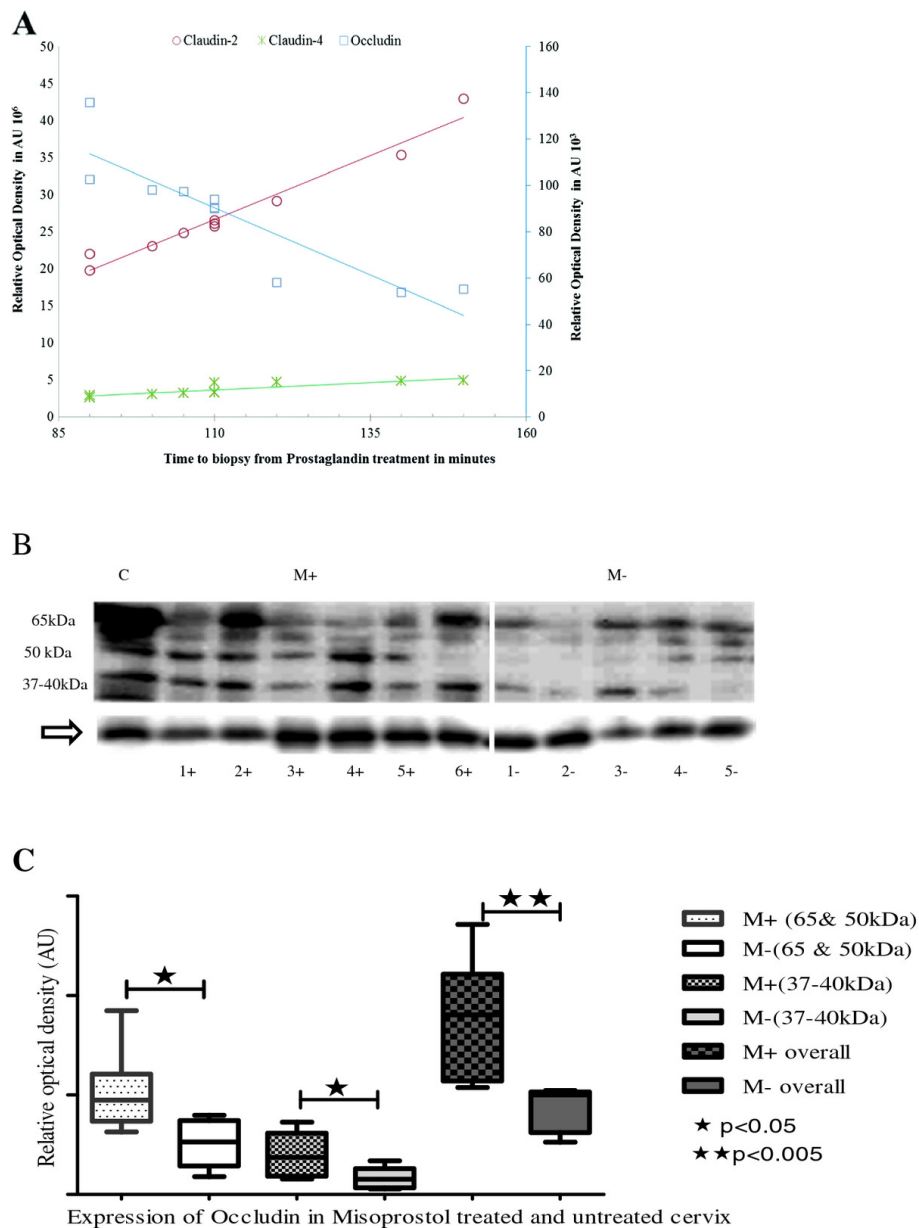 A
Claudin-2 Claudin-4 Occludin
50
45
40
35
30
25
20
15
10
5
0
Relative Optical Density in AU 10⁶
160
140
120
100
80
60
40
20
0
Relative Optical Density in AU 10³
85 110 135 160
Time to biopsy from Prostaglandin treatment in minutes
B
C M+ M-
65kDa
50 kDa
37-40kDa
1+ 2+ 3+ 4+ 5+ 6+ 1- 2- 3- 4- 5-
C
Relative optical density (AU)
M+ (65& 50kDa)
M-(65 & 50kDa)
M+(37-40kDa)
M-(37-40kDa)
M+ overall
M- overall
★ p<0.05
★★p<0.005
Expression of Occludin in Misoprostol treated and untreated cervix